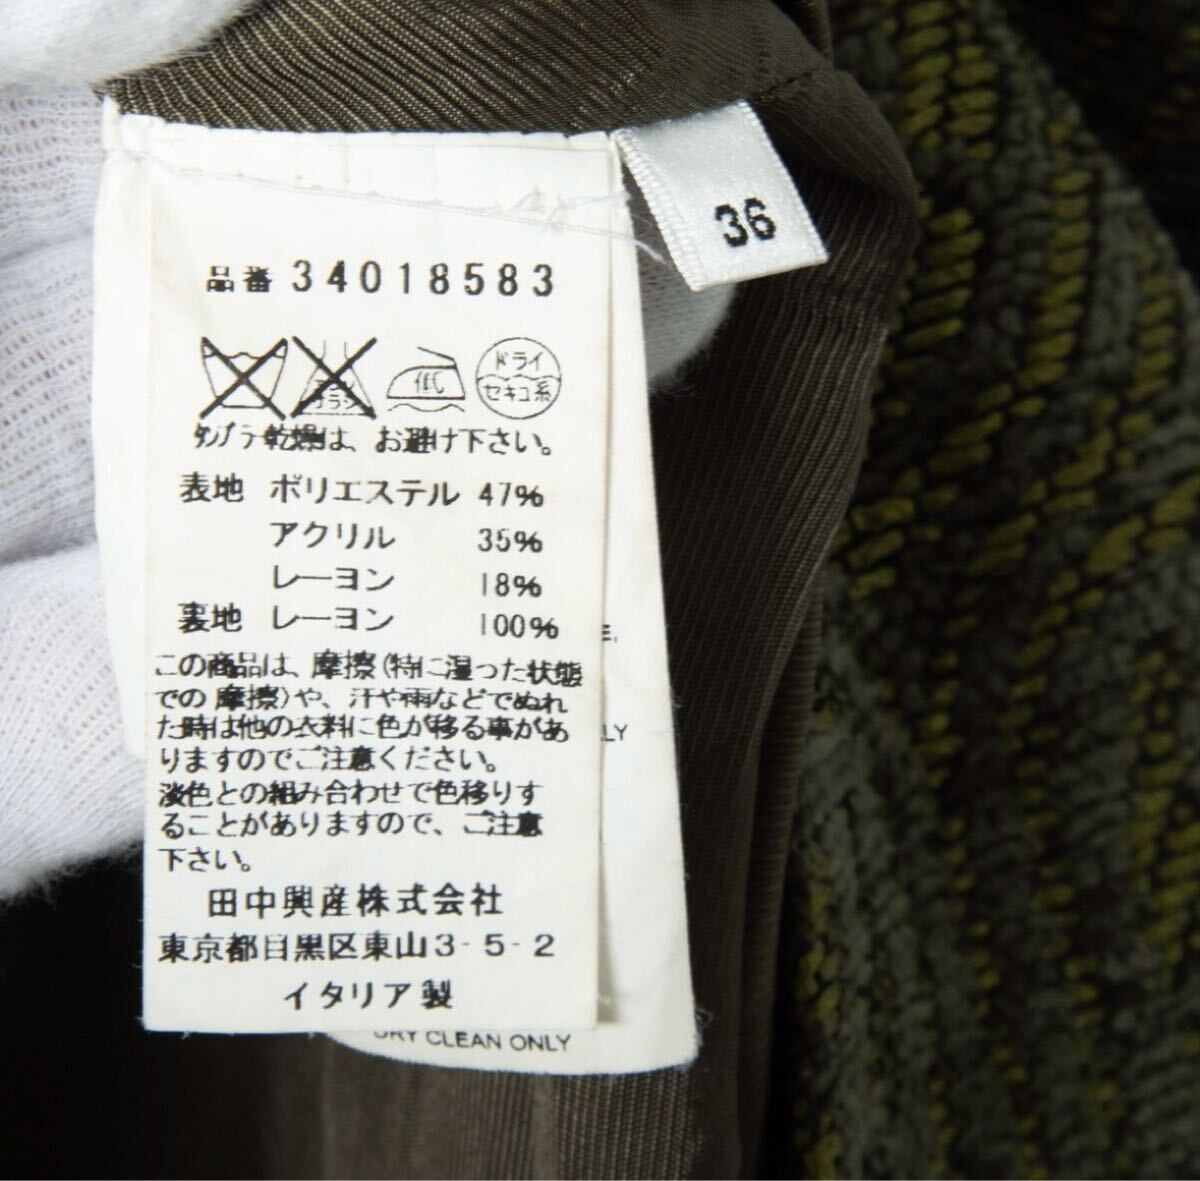 36
品番 34018583
エンソ
サラシ
低
ドライ
セキユ系
タンブラー乾燥は、お避け下さい。
表地 ポリエステル 47%
アクリル 35%
レーヨン 18%
裏地 レーヨン 100%
この商品は、摩擦(特に湿った状態
での摩擦)や、汗や雨などでぬれ
た時は他の衣料に色が移る事があ
りますのでご注意ください。
淡色との組み合わせで色移りす
ることがありますので、ご注意
下さい。
田中興産株式会社
東京都目黒区東山3-5-2
イタリア製
E.
LY
DRY CLEAN ONLY